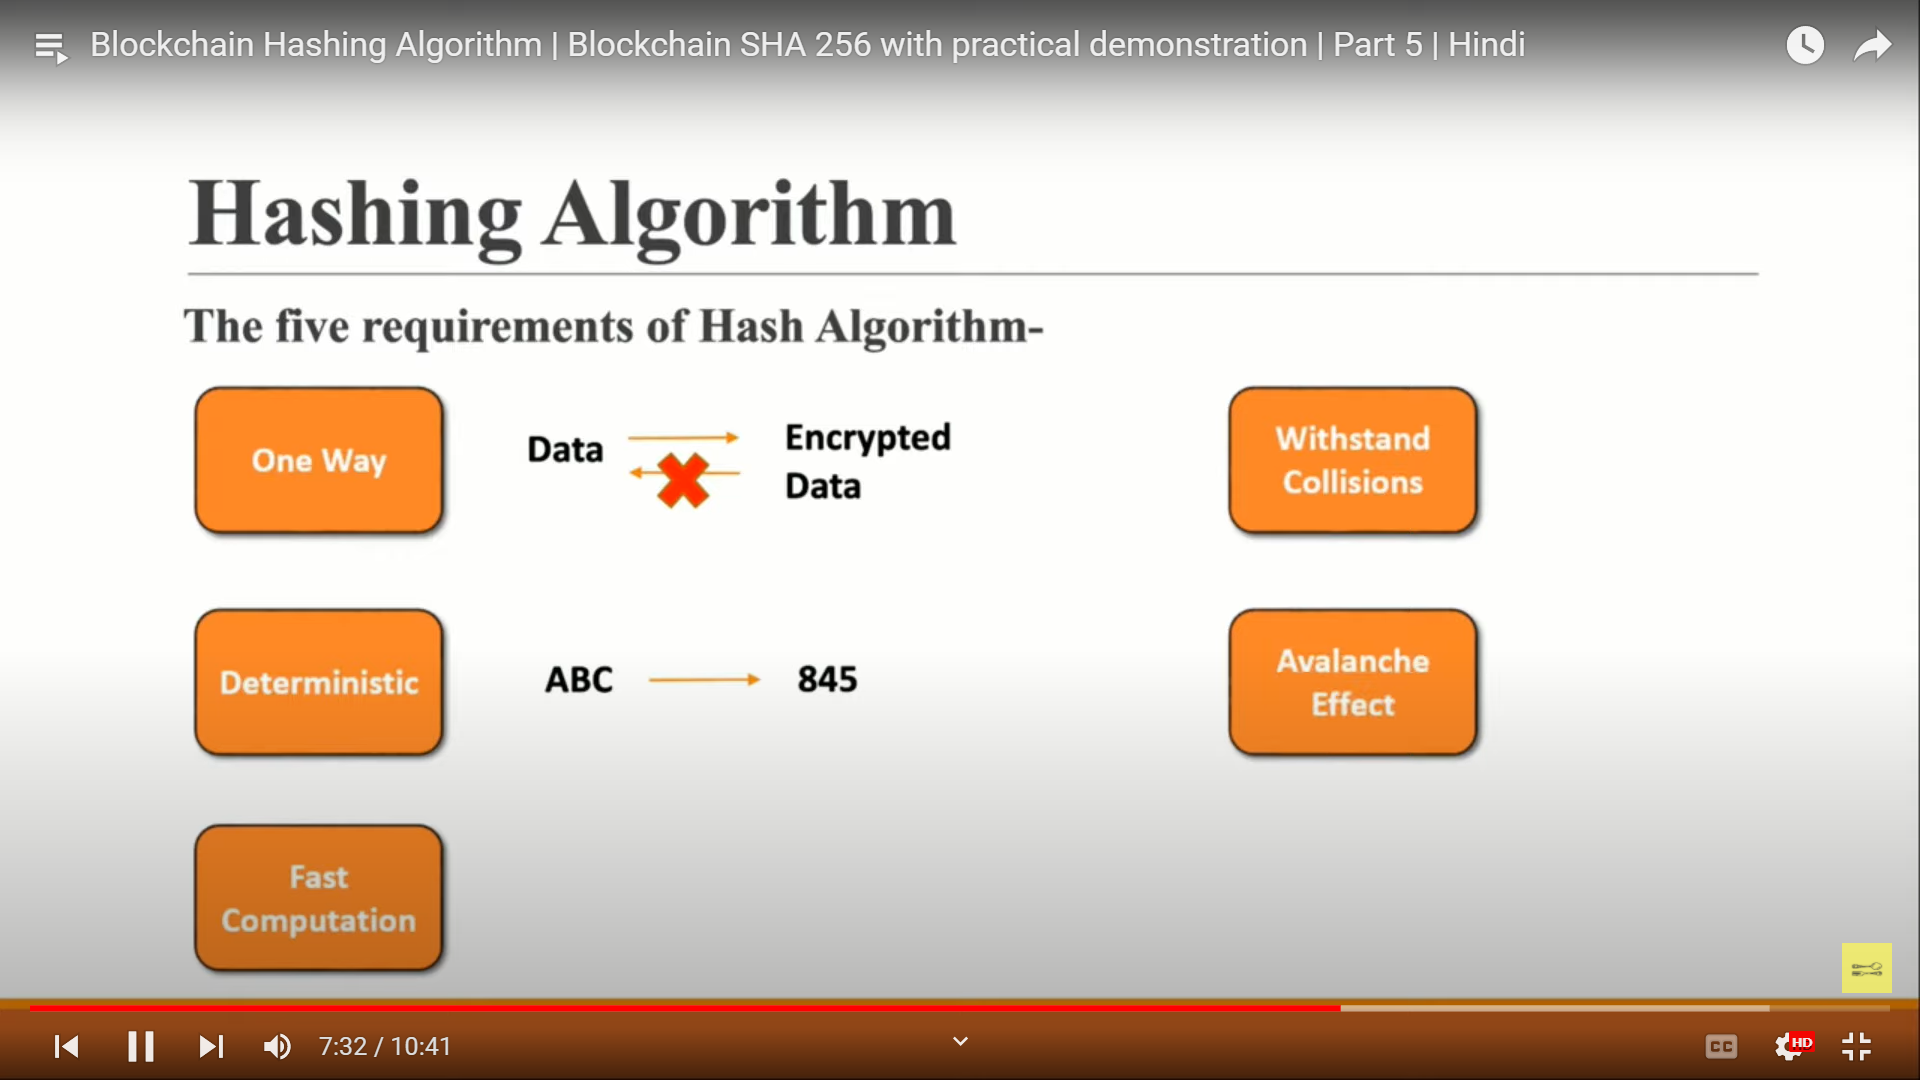 Blockchain Hashing Algorithm | Blockchain SHA 256 with practical demonstration | Part 5 | Hindi
Hashing Algorithm
The five requirements of Hash Algorithm-
One Way
Data
Encrypted
Data
Withstand
Collisions
Deterministic
ABC
845
Avalanche
Effect
Fast
Computation
7:32 / 10:41
CC
HD